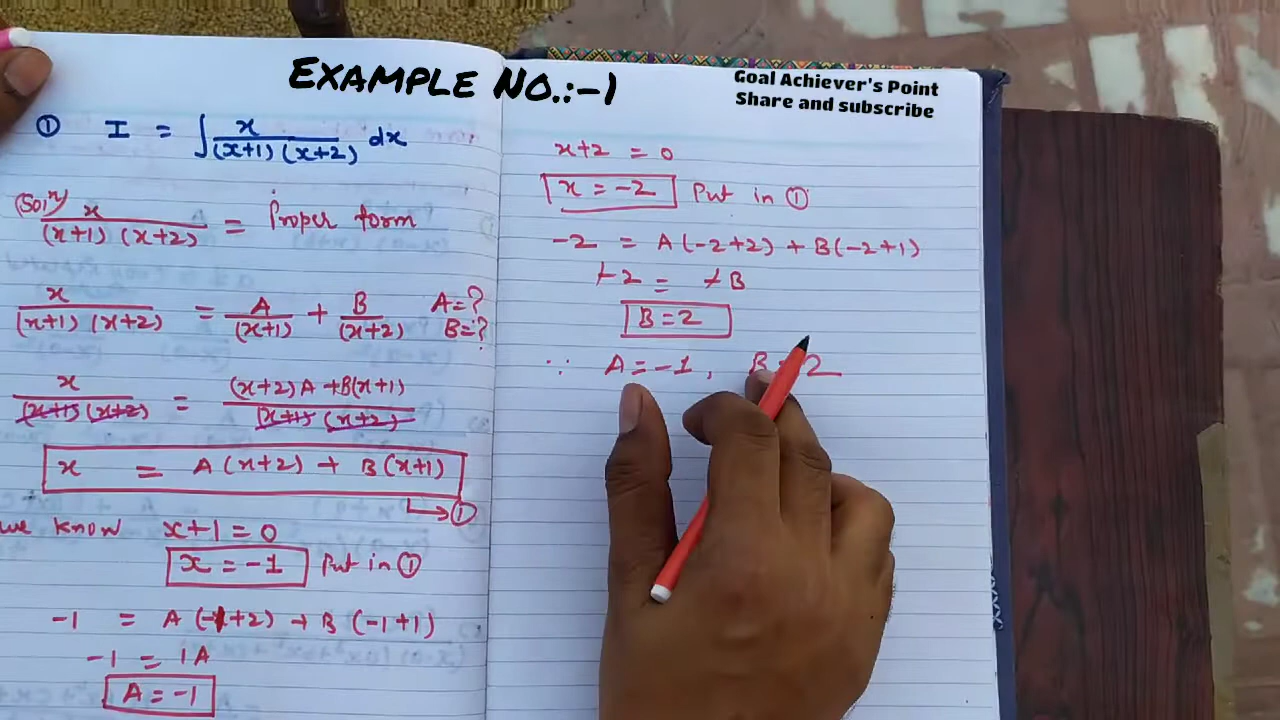 EXAMPLE NO.:-1
Goal Achiever's Point
Share and subscribe
① I = ∫ x / (x+1) (x+2) dx
(Solⁿ) x / (x+1) (x+2) = Proper form
x / (x+1) (x+2) = A / (x+1) + B / (x+2) A=? B=?
x / (x+1) (x+2) = (x+2)A + B(x+1) / (x+1) (x+2)
x = A(x+2) + B(x+1)
→①
we know x+1 = 0
x = -1 Put in ①
-1 = A(-1+2) + B (-1+1)
-1 = 1A
A = -1
x+2 = 0
x = -2 Put in ①
-2 = A(-2+2) + B(-2+1)
-2 = -B
B = 2
∵ A = -1, B = 2